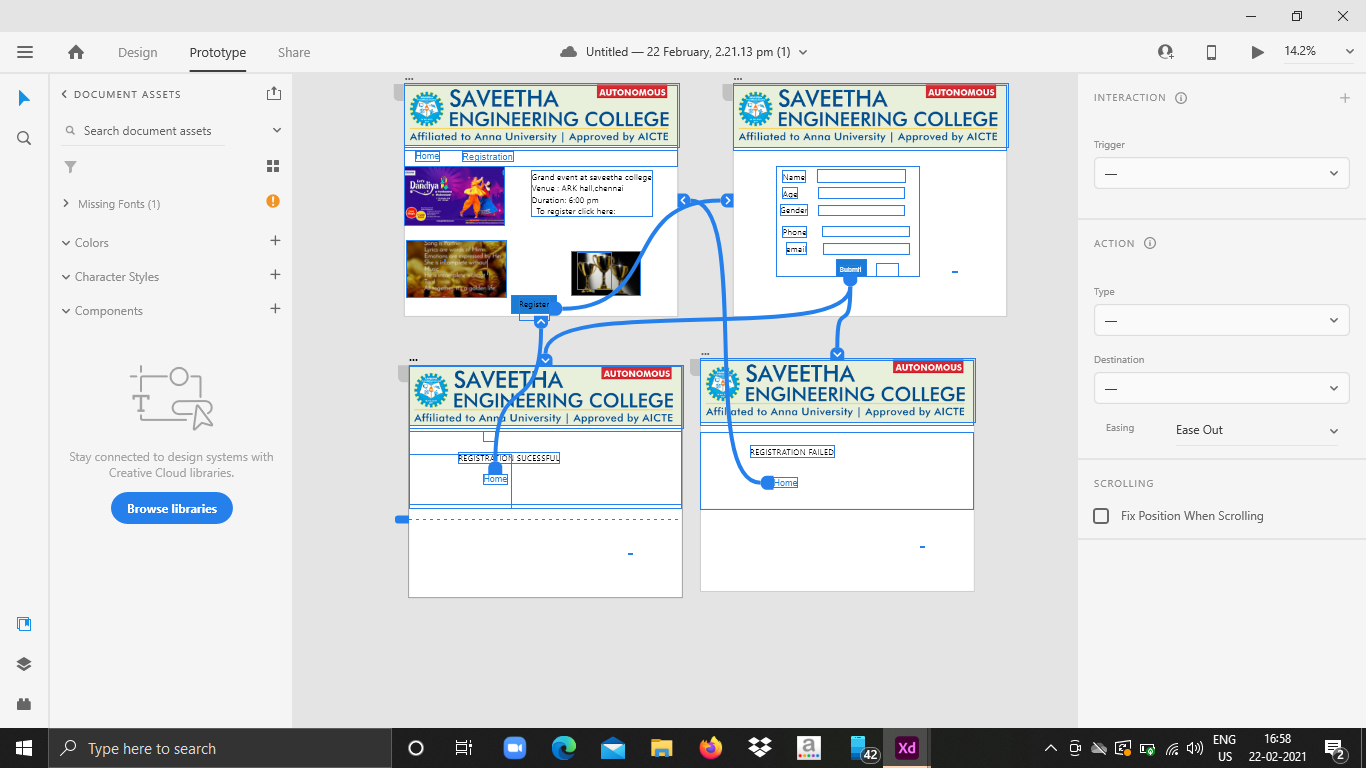 Design
Prototype
Share
Untitled — 22 February, 2.21.13 pm (1)
14.2%
DOCUMENT ASSETS
Search document assets
Missing Fonts (1)
Colors
Character Styles
Components
Stay connected to design systems with
Creative Cloud libraries.
Browse libraries
...
AUTONOMOUS
SAVEETHA
ENGINEERING COLLEGE
Affiliated to Anna University | Approved by AICTE
Home
Registration
Let's
Dandiya
Grand event at saveetha college
Venue : ARK hall,chennai
Duration: 6:00 pm
To register click here:
Register
...
AUTONOMOUS
SAVEETHA
ENGINEERING COLLEGE
Affiliated to Anna University | Approved by AICTE
Name
Age
Gender
Phone
email
Submit
...
AUTONOMOUS
SAVEETHA
ENGINEERING COLLEGE
Affiliated to Anna University | Approved by AICTE
REGISTRATION SUCESSFUL
Home
...
AUTONOMOUS
SAVEETHA
ENGINEERING COLLEGE
Affiliated to Anna University | Approved by AICTE
REGISTRATION FAILED
Home
INTERACTION
Trigger
—
ACTION
Type
—
Destination
—
Easing
Ease Out
SCROLLING
Fix Position When Scrolling
Type here to search
a
42
Xd
ENG
US
16:58
22-02-2021
2